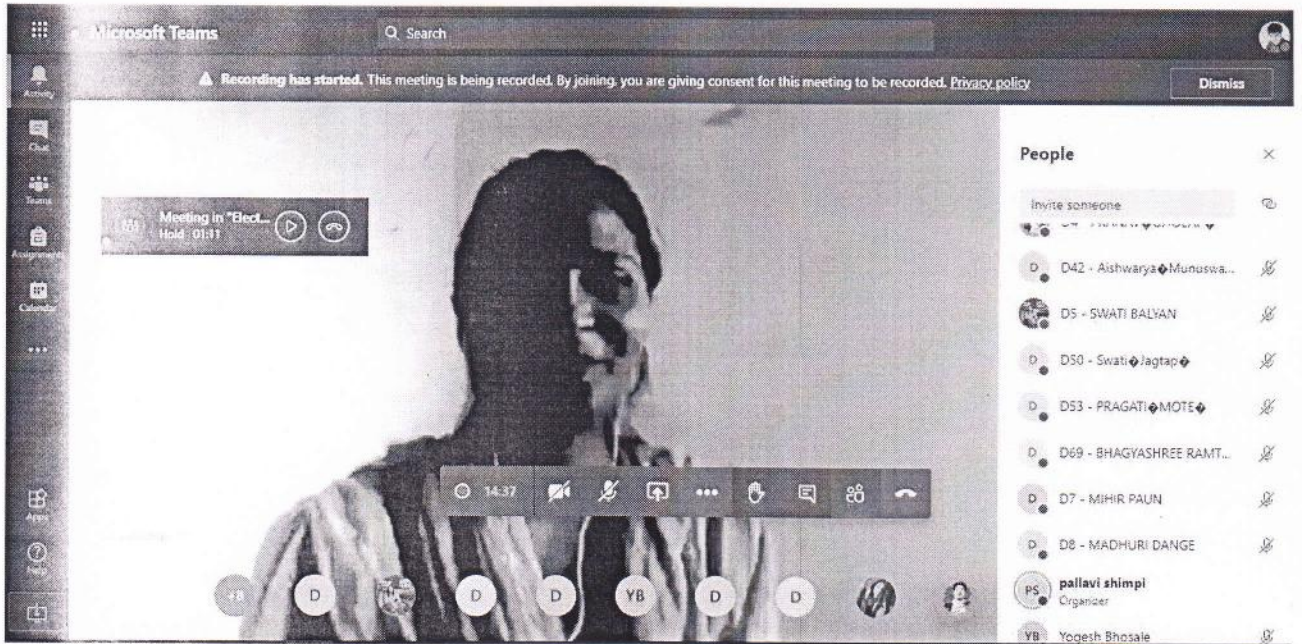 Microsoft Teams
Search
Activity
Recording has started. This meeting is being recorded. By joining, you are giving consent for this meeting to be recorded. Privacy policy
Dismiss
Chat
Teams
Assignments
Calendar
Apps
Help
Meeting in "Elect...
Hold 01:11
14:37
+8
D
D
D
YB
D
D
People
Invite someone
D D42 - Aishwarya�Munuswa...
D5 - SWATI BALYAN
D D50 - Swati�Jagtap�
D D53 - PRAGATI�MOTE�
D D69 - BHAGYASHREE RAMT...
D D7 - MIHIR PAUN
D D8 - MADHURI DANGE
PS pallavi shimpi
Organizer
YB Yogesh Bhosale